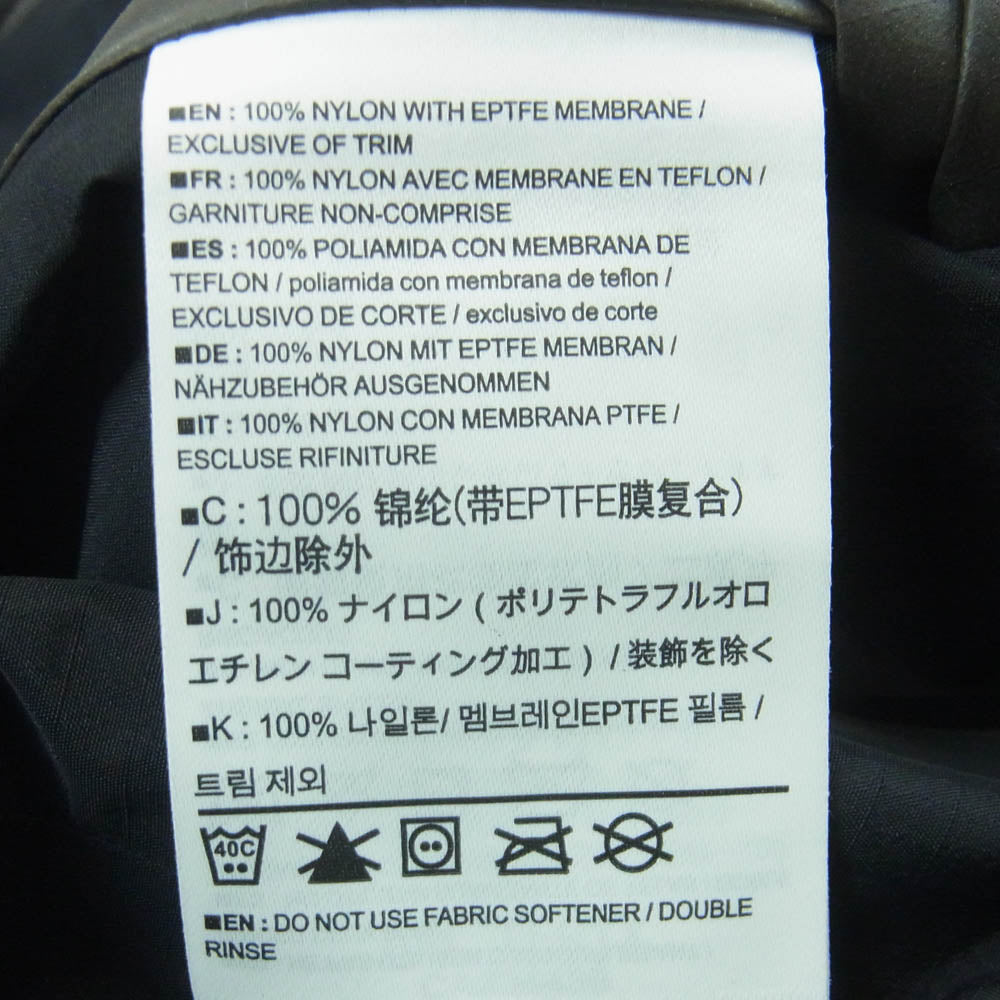 ■EN : 100% NYLON WITH EPTFE MEMBRANE /
EXCLUSIVE OF TRIM
■FR : 100% NYLON AVEC MEMBRANE EN TEFLON /
GARNITURE NON-COMPRISE
■ES : 100% POLIAMIDA CON MEMBRANA DE
TEFLON / poliamida con membrana de teflon /
EXCLUSIVO DE CORTE / exclusivo de corte
■DE : 100% NYLON MIT EPTFE MEMBRAN /
NÄHZUBEHÖR AUSGENOMMEN
■IT : 100% NYLON CON MEMBRANA PTFE /
ESCLUSE RIFINITURE
■C : 100% 锦纶(带EPTFE膜复合)
/ 饰边除外
■J : 100% ナイロン ( ポリテトラフルオロ
エチレン コーティング加工 ) / 装飾を除く
■K : 100% 나일론/ 멤브레인EPTFE 필름 /
트림 제외
40C
■EN : DO NOT USE FABRIC SOFTENER / DOUBLE
RINSE